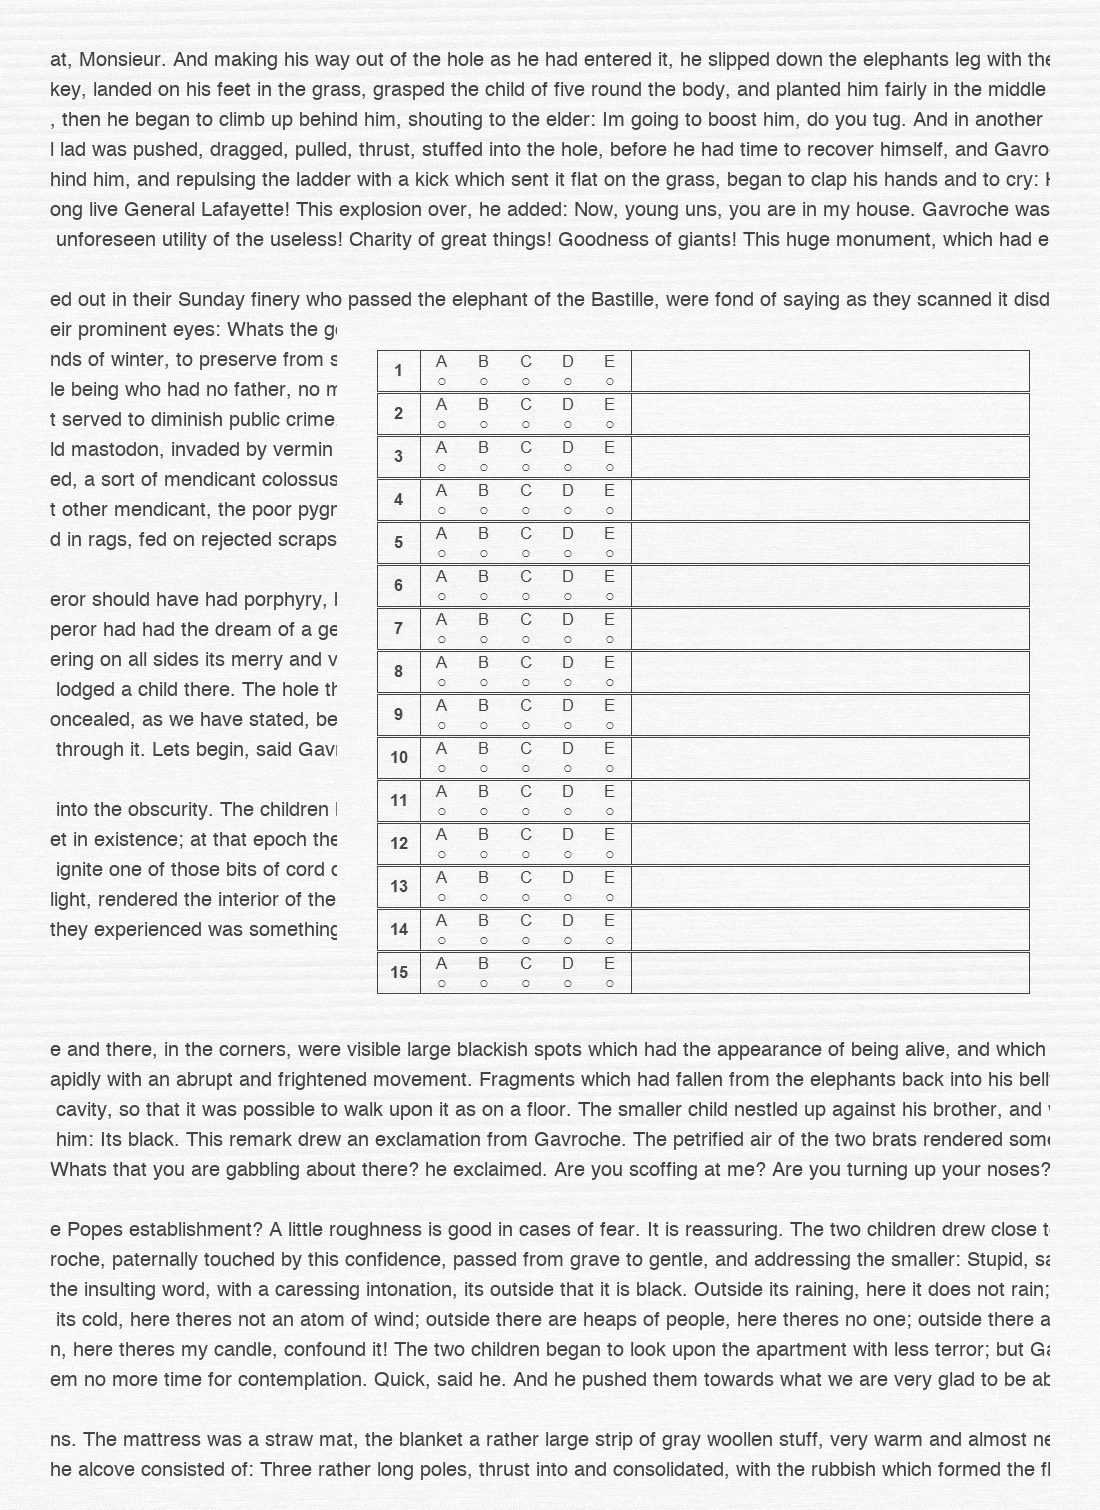 at, Monsieur. And making his way out of the hole as he had entered it, he slipped down the elephants leg with the
key, landed on his feet in the grass, grasped the child of five round the body, and planted him fairly in the middle
, then he began to climb up behind him, shouting to the elder: Im going to boost him, do you tug. And in another
l lad was pushed, dragged, pulled, thrust, stuffed into the hole, before he had time to recover himself, and Gavro
hind him, and repulsing the ladder with a kick which sent it flat on the grass, began to clap his hands and to cry:
ong live General Lafayette! This explosion over, he added: Now, young uns, you are in my house. Gavroche was
unforeseen utility of the useless! Charity of great things! Goodness of giants! This huge monument, which had e
ed out in their Sunday finery who passed the elephant of the Bastille, were fond of saying as they scanned it disd
eir prominent eyes: Whats the
nds of winter, to preserve from s
le being who had no father, no
t served to diminish public crime.
ld mastodon, invaded by vermin
ed, a sort of mendicant colossus
t other mendicant, the poor
d in rags, fed on rejected scraps
eror should have had porphyry,
peror had had the dream of a ge
ering on all sides its merry and v
lodged a child there. The hole
oncealed, as we have stated, be
through it. Lets begin, said
into the obscurity. The children
et in existence; at that epoch the
ignite one of those bits of cord
light, rendered the interior of the
they experienced was something
1 A B C D E
2 A B C D E
3 A B C D E
4 A B C D E
5 A B C D E
6 A B C D E
7 A B C D E
8 A B C D E
9 A B C D E
10 A B C D E
11 A B C D E
12 A B C D E
13 A B C D E
14 A B C D E
15 A B C D E
e and there, in the corners, were visible large blackish spots which had the appearance of being alive, and which
apidly with an abrupt and frightened movement. Fragments which had fallen from the elephants back into his bell
cavity, so that it was possible to walk upon it as on a floor. The smaller child nestled up against his brother, and
him: Its black. This remark drew an exclamation from Gavroche. The petrified air of the two brats rendered some
Whats that you are gabbling about there? he exclaimed. Are you scoffing at me? Are you turning up your noses?
e Popes establishment? A little roughness is good in cases of fear. It is reassuring. The two children drew close t
roche, paternally touched by this confidence, passed from grave to gentle, and addressing the smaller: Stupid, sa
the insulting word, with a caressing intonation, its outside that it is black. Outside its raining, here it does not rain;
its cold, here theres not an atom of wind; outside there are heaps of people, here theres no one; outside there a
n, here theres my candle, confound it! The two children began to look upon the apartment with less terror; but Ga
em no more time for contemplation. Quick, said he. And he pushed them towards what we are very glad to be ab
ns. The mattress was a straw mat, the blanket a rather large strip of gray woollen stuff, very warm and almost ne
he alcove consisted of: Three rather long poles, thrust into and consolidated, with the rubbish which formed the fl